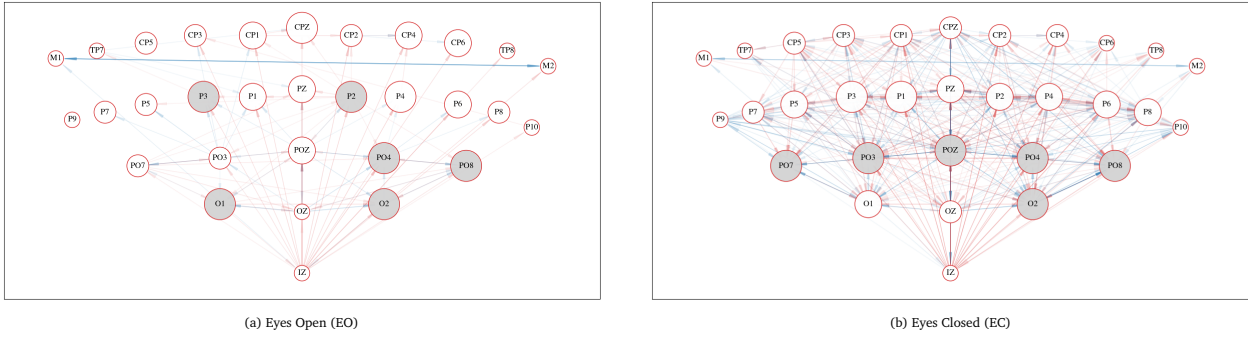 CPZ
CP3 CP1 CP2 CP4
TP7 CP5 CP6 TP8
M1 M2
P3 P1 PZ P2 P4
P9 P7 P5 P6 P8 P10
PO7 PO3 POZ PO4 PO8
O1 OZ O2
IZ
(a) Eyes Open (EO)
CPZ
CP5 CP3 CP1 CP2 CP4 CP6
M1 TP7 TP8 M2
P9 P7 P5 P3 P1 PZ P2 P4 P6 P8 P10
PO7 PO3 POZ PO4 PO8
O1 OZ O2
IZ
(b) Eyes Closed (EC)